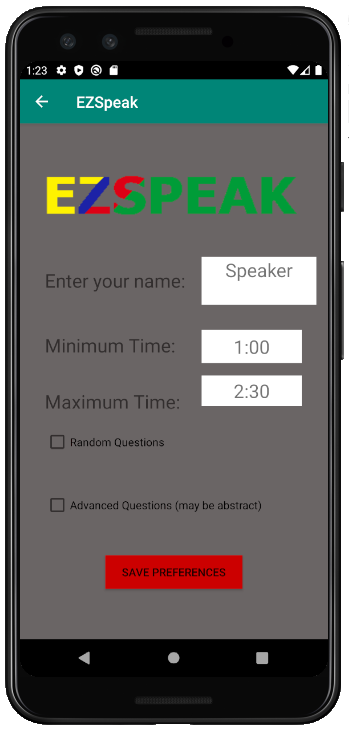 1:23
EZSpeak
EZSPEAK
Enter your name: Speaker
Minimum Time: 1:00
Maximum Time: 2:30
Random Questions
Advanced Questions (may be abstract)
SAVE PREFERENCES